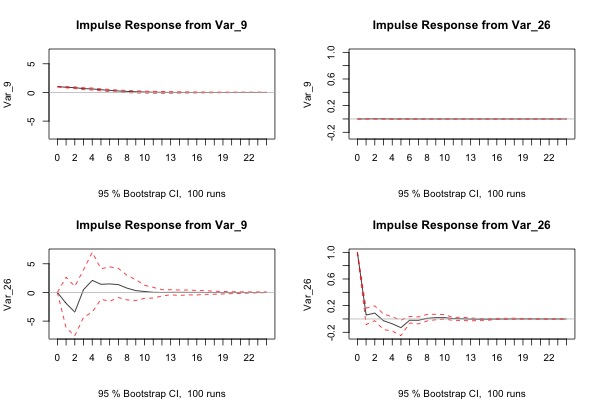 Impulse Response from Var_9
Var_9
5
0
-5
0 2 4 6 8 10 13 16 19 22
95 % Bootstrap CI, 100 runs
Impulse Response from Var_26
Var_9
1.0
0.6
0.2
-0.2
0 2 4 6 8 10 13 16 19 22
95 % Bootstrap CI, 100 runs
Impulse Response from Var_9
Var_26
5
0
-5
0 2 4 6 8 10 13 16 19 22
95 % Bootstrap CI, 100 runs
Impulse Response from Var_26
Var_26
1.0
0.6
0.2
-0.2
0 2 4 6 8 10 13 16 19 22
95 % Bootstrap CI, 100 runs